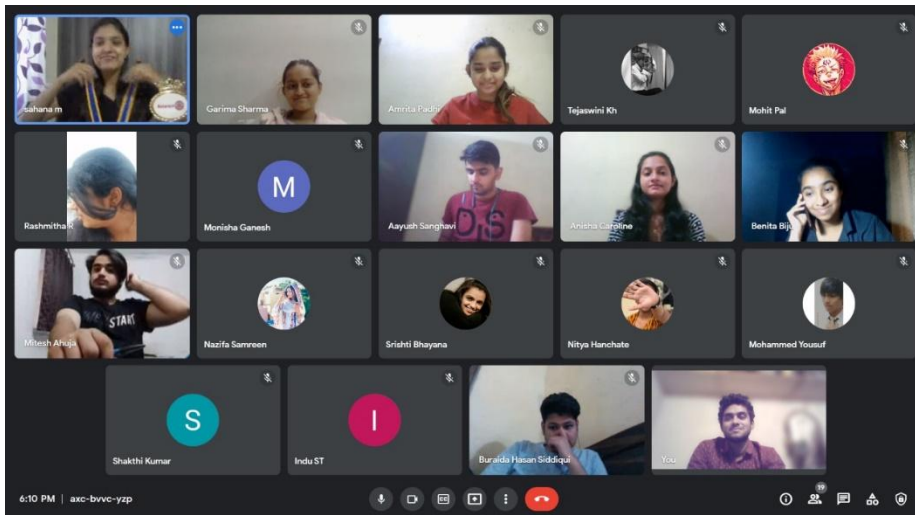 sahana m
Garima Sharma
Amrita Padhi
Tejaswini Kh
Mohit Pal
Rashmitha R
M
Monisha Ganesh
Aayush Sanghavi
Anisha Caroline
Benita Biju
START
Mitesh Ahuja
Nazifa Samreen
Srishti Bhayana
Nitya Hanchate
Mohammed Yousuf
S
Shakthi Kumar
I
Indu ST
Buraida Hasan Siddiqui
You
6:10 PM | axc-bvvc-yzp
19